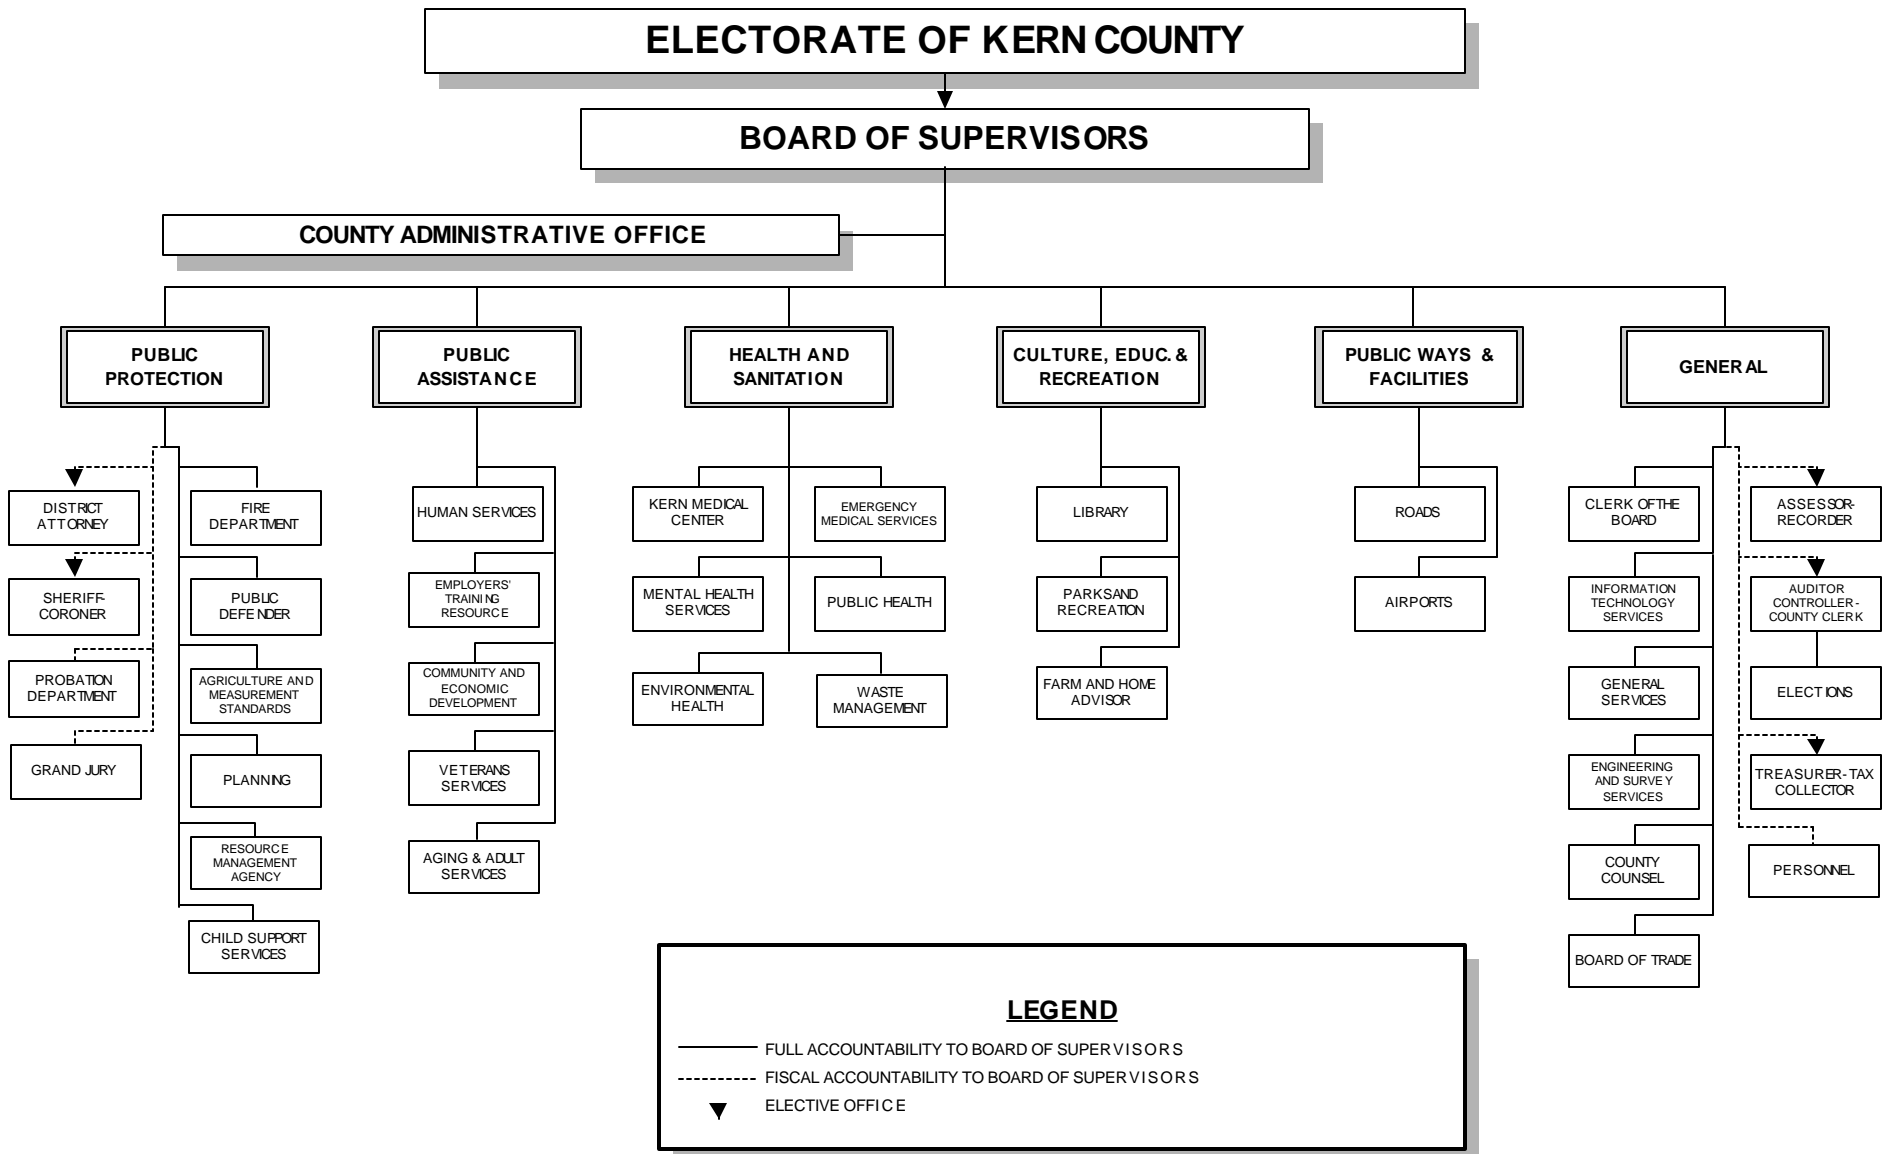 ELECTORATE OF KERN COUNTY
BOARD OF SUPERVISORS
COUNTY ADMINISTRATIVE OFFICE
PUBLIC
PROTECTION
PUBLIC
ASSISTANCE
HEALTH AND
SANITATION
CULTURE, EDUC. &
RECREATION
PUBLIC WAYS &
FACILITIES
GENERAL
DISTRICT
ATTORNEY
SHERIFF-
CORONER
PROBATION
DEPARTMENT
GRAND JURY
FIRE
DEPARTMENT
PUBLIC
DEFENDER
AGRICULTURE AND
MEASUREMENT
STANDARDS
PLANNING
RESOURCE
MANAGEMENT
AGENCY
CHILD SUPPORT
SERVICES
HUMAN SERVICES
EMPLOYERS'
TRAINING
RESOURCE
COMMUNITY AND
ECONOMIC
DEVELOPMENT
VETERANS
SERVICES
AGING & ADULT
SERVICES
KERN MEDICAL
CENTER
EMERGENCY
MEDICAL SERVICES
MENTAL HEALTH
SERVICES
PUBLIC HEALTH
ENVIRONMENTAL
HEALTH
WASTE
MANAGEMENT
LIBRARY
PARKS AND
RECREATION
FARM AND HOME
ADVISOR
ROADS
AIRPORTS
CLERK OF THE
BOARD
INFORMATION
TECHNOLOGY
SERVICES
GENERAL
SERVICES
ENGINEERING
AND SURVEY
SERVICES
COUNTY
COUNSEL
BOARD OF TRADE
ASSESSOR-
RECORDER
AUDITOR
CONTROLLER-
COUNTY CLERK
ELECTIONS
TREASURER-TAX
COLLECTOR
PERSONNEL
LEGEND
FULL ACCOUNTABILITY TO BOARD OF SUPERVISORS
FISCAL ACCOUNTABILITY TO BOARD OF SUPERVISORS
ELECTIVE OFFICE